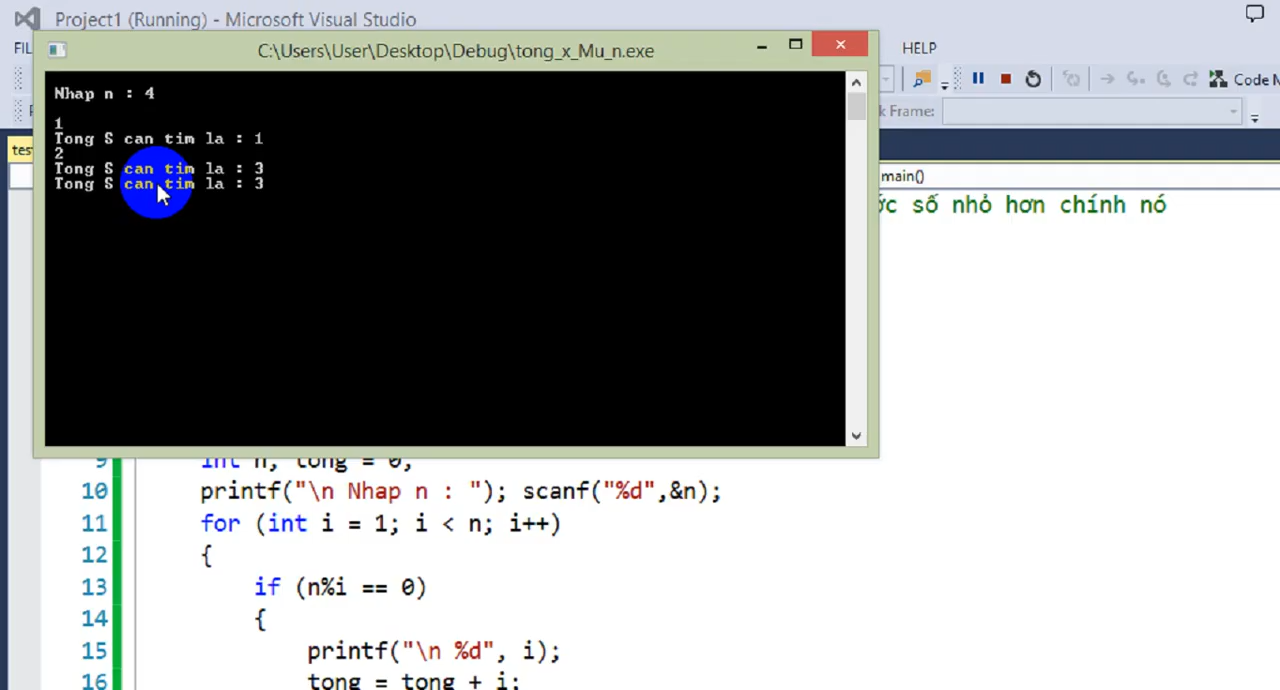 Project1 (Running) - Microsoft Visual Studio
C:\Users\User\Desktop\Debug\tong_x_Mu_n.exe
HELP
Code
Frame:
Nhap n : 4
1
Tong S can tim la : 1
2
Tong S can tim la : 3
Tong S can tim la : 3
main()
số nhỏ hơn chính nó
9 int n, tong = 0,
10 printf("\n Nhap n : "); scanf("%d",&n);
11 for (int i = 1; i < n; i++)
12 {
13 if (n%i == 0)
14 {
15 printf("\n %d", i);
16 tong = tong + i;